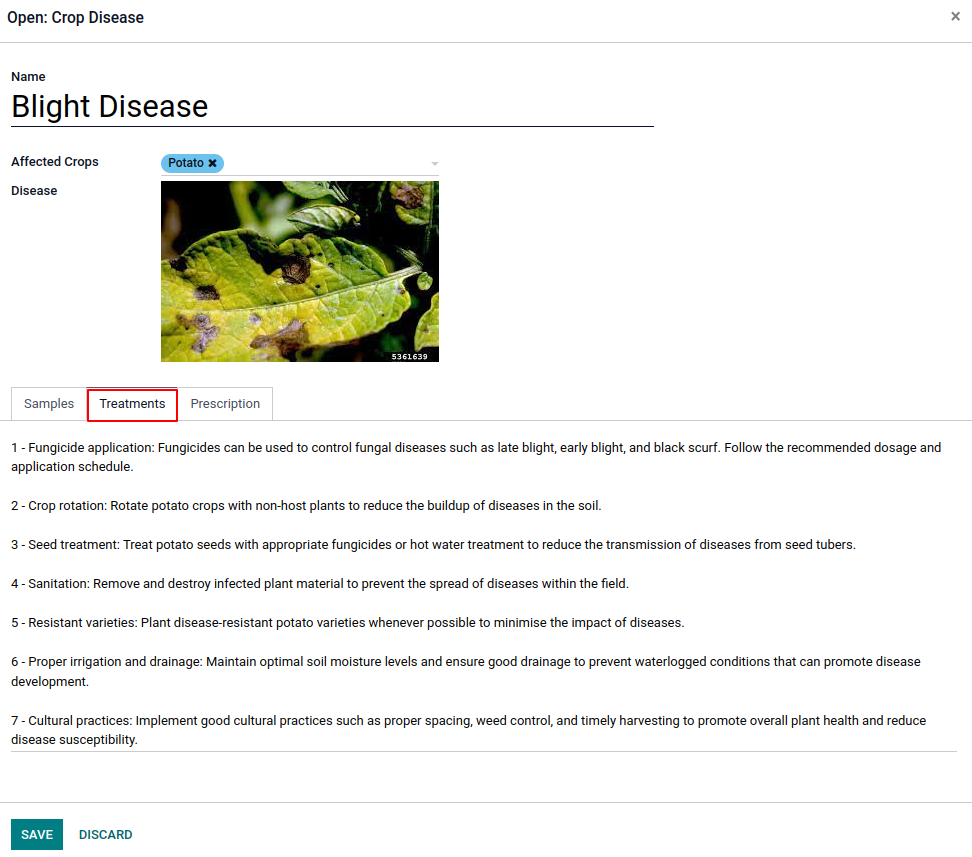 Open: Crop Disease
×
Name
Blight Disease
Affected Crops
Potato ✖
Disease
5361639
Samples
Treatments
Prescription
1 - Fungicide application: Fungicides can be used to control fungal diseases such as late blight, early blight, and black scurf. Follow the recommended dosage and
application schedule.
2 - Crop rotation: Rotate potato crops with non-host plants to reduce the buildup of diseases in the soil.
3 - Seed treatment: Treat potato seeds with appropriate fungicides or hot water treatment to reduce the transmission of diseases from seed tubers.
4 - Sanitation: Remove and destroy infected plant material to prevent the spread of diseases within the field.
5 - Resistant varieties: Plant disease-resistant potato varieties whenever possible to minimise the impact of diseases.
6 - Proper irrigation and drainage: Maintain optimal soil moisture levels and ensure good drainage to prevent waterlogged conditions that can promote disease
development.
7 - Cultural practices: Implement good cultural practices such as proper spacing, weed control, and timely harvesting to promote overall plant health and reduce
disease susceptibility.
SAVE
DISCARD